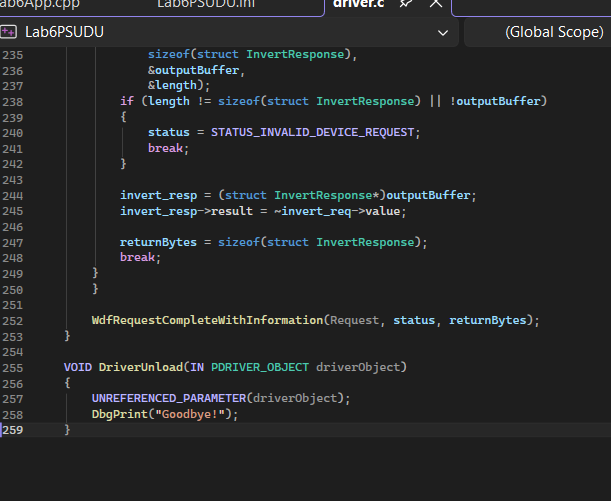 ab6App.cpp Lab6PSUDU.inf driver.c
Lab6PSUDU (Global Scope)
235 sizeof(struct InvertResponse),
236 &outputBuffer,
237 &length);
238 if (length != sizeof(struct InvertResponse) || !outputBuffer)
239 {
240 status = STATUS_INVALID_DEVICE_REQUEST;
241 break;
242 }
243
244 invert_resp = (struct InvertResponse*)outputBuffer;
245 invert_resp->result = ~invert_req->value;
246
247 returnBytes = sizeof(struct InvertResponse);
248 break;
249 }
250 }
251
252 WdfRequestCompleteWithInformation(Request, status, returnBytes);
253 }
254
255 VOID DriverUnload(IN PDRIVER_OBJECT driverObject)
256 {
257 UNREFERENCED_PARAMETER(driverObject);
258 DbgPrint("Goodbye!");
259 }